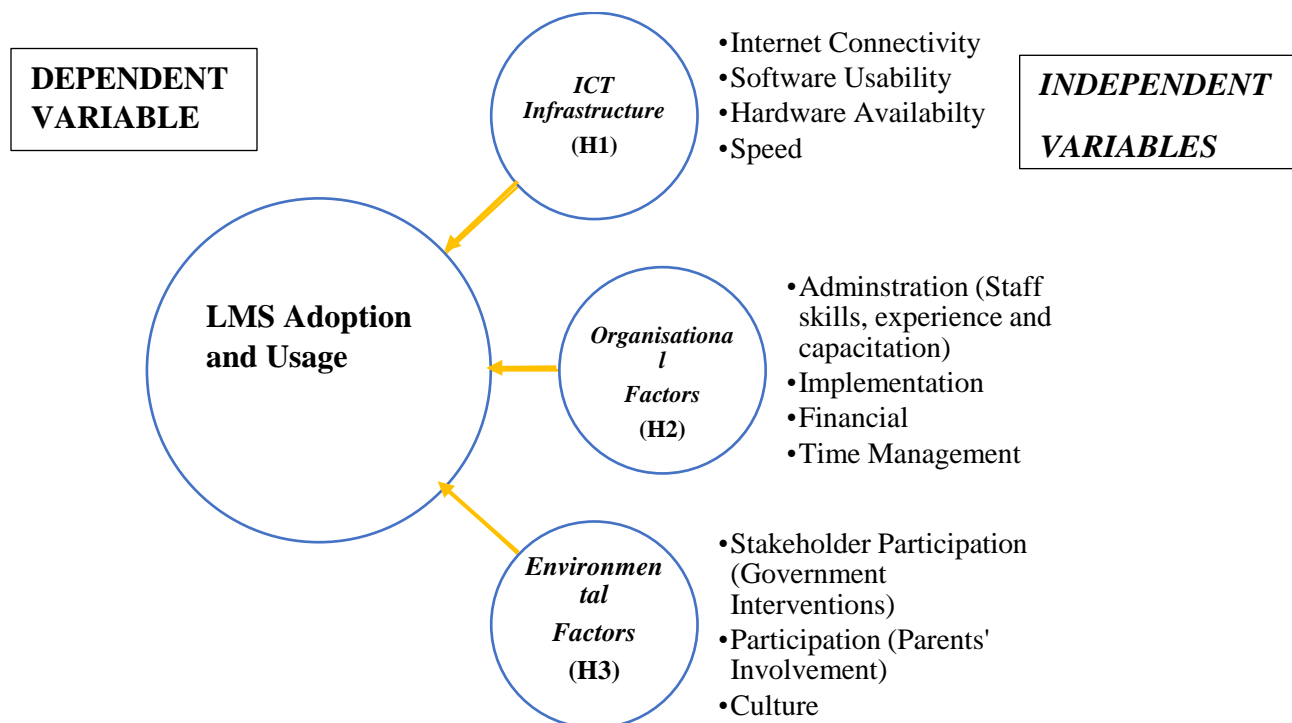 DEPENDENT
VARIABLE
ICT
Infrastructure
(H1)
•Internet Connectivity
•Software Usability
•Hardware Availabilty
•Speed
INDEPENDENT
VARIABLES
LMS Adoption
and Usage
Organisationa
l
Factors
(H2)
•Adminstration (Staff
skills, experience and
capacitation)
•Implementation
•Financial
•Time Management
Environmen
tal
Factors
(H3)
•Stakeholder Participation
(Government
Interventions)
•Participation (Parents'
Involvement)
•Culture